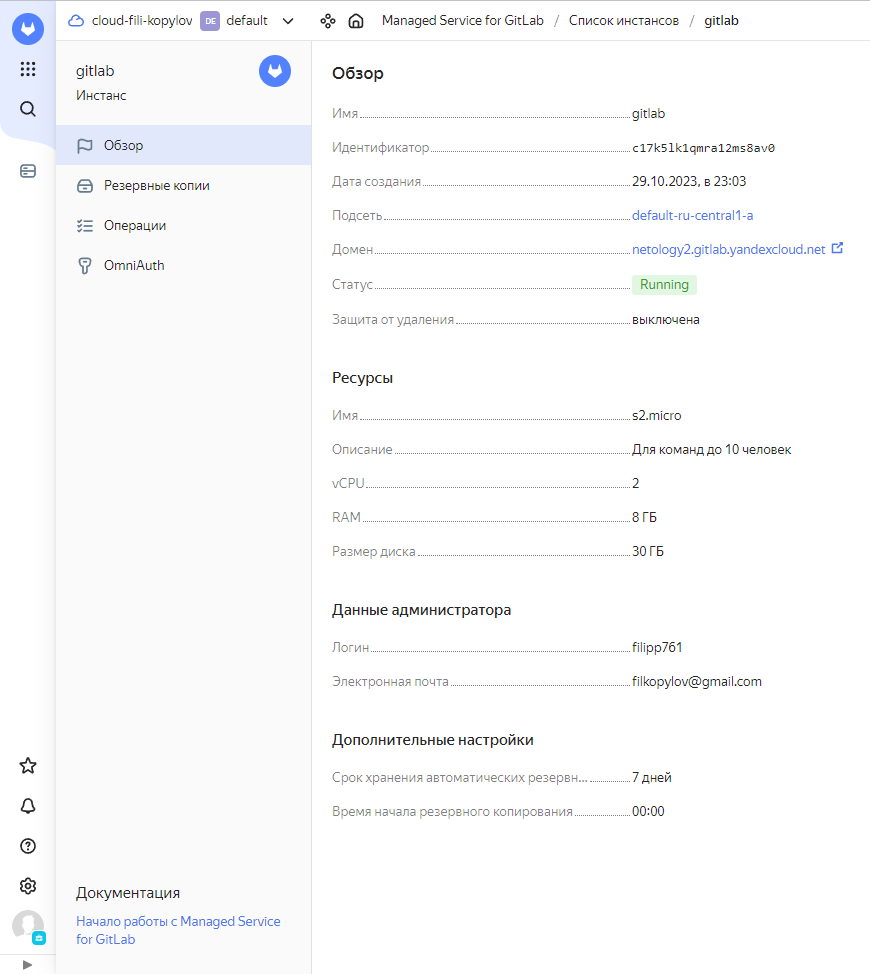 cloud-fili-kopylov DE default Managed Service for GitLab / Список инстансов / gitlab
gitlab
Инстанс
Обзор
Резервные копии
Операции
OmniAuth
Документация
Начало работы с Managed Service
for GitLab
Обзор
Имя gitlab
Идентификатор c17k5lk1qmra12ms8av0
Дата создания 29.10.2023, в 23:03
Подсеть default-ru-central1-a
Домен netology2.gitlab.yandexcloud.net
Статус Running
Защита от удаления выключена
Ресурсы
Имя s2.micro
Описание Для команд до 10 человек
vCPU 2
RAM 8 ГБ
Размер диска 30 ГБ
Данные администратора
Логин filipp761
Электронная почта filkopylov@gmail.com
Дополнительные настройки
Срок хранения автоматических резервн... 7 дней
Время начала резервного копирования 00:00